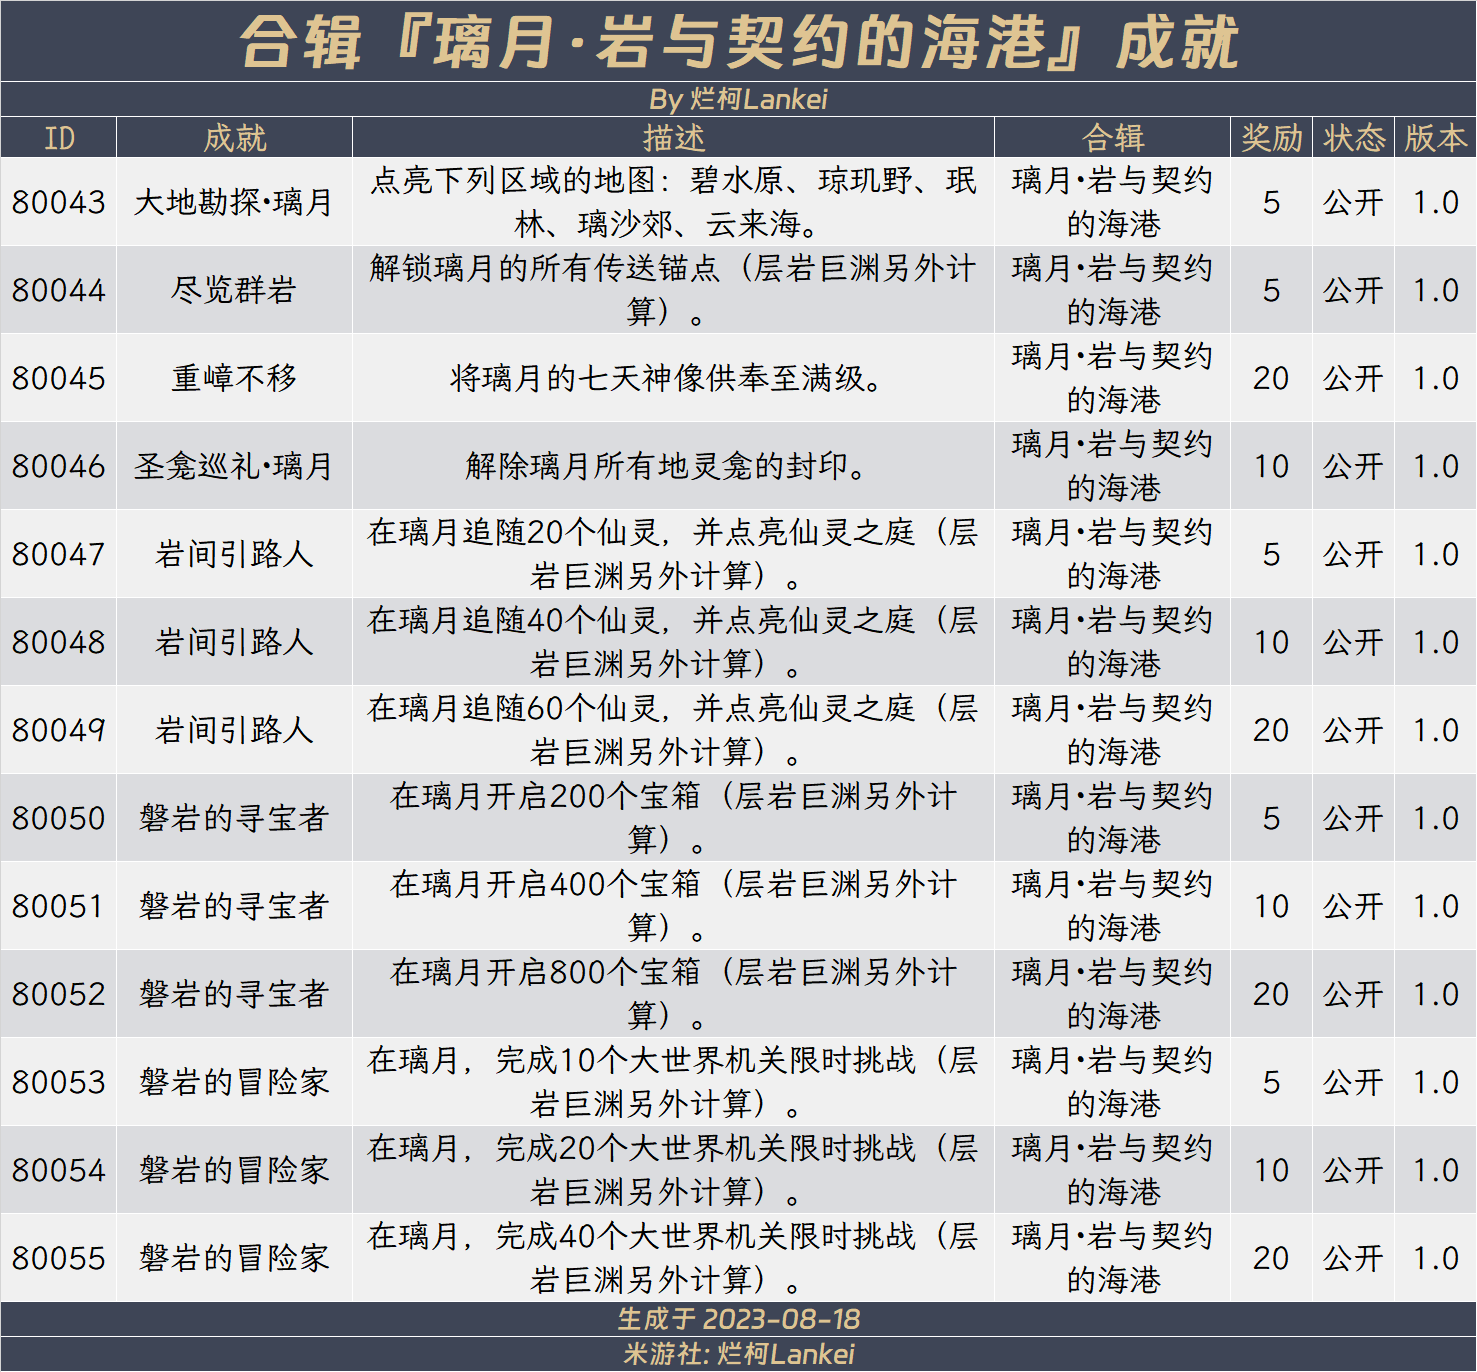 合辑『璃月·岩与契约的海港』成就
By 烂柯Lankei
ID 成就 描述 合辑 奖励 状态 版本
80043 大地勘探·璃月 点亮下列区域的地图：碧水原、琼玑野、珉 璃月·岩与契约 5 公开 1.0
林、璃沙郊、云来海。 的海港
80044 尽览群岩 解锁璃月的所有传送锚点（层岩巨渊另外计 璃月·岩与契约 5 公开 1.0
算）。 的海港
80045 重嶂不移 将璃月的七天神像供奉至满级。 璃月·岩与契约 20 公开 1.0
的海港
80046 圣龛巡礼·璃月 解除璃月所有地灵龛的封印。 璃月·岩与契约 10 公开 1.0
的海港
80047 岩间引路人 在璃月追随20个仙灵，并点亮仙灵之庭（层 璃月·岩与契约 5 公开 1.0
岩巨渊另外计算）。 的海港
80048 岩间引路人 在璃月追随40个仙灵，并点亮仙灵之庭（层 璃月·岩与契约 10 公开 1.0
岩巨渊另外计算）。 的海港
80049 岩间引路人 在璃月追随60个仙灵，并点亮仙灵之庭（层 璃月·岩与契约 20 公开 1.0
岩巨渊另外计算）。 的海港
80050 磐岩的寻宝者 在璃月开启200个宝箱（层岩巨渊另外计 璃月·岩与契约 5 公开 1.0
算）。 的海港
80051 磐岩的寻宝者 在璃月开启400个宝箱（层岩巨渊另外计 璃月·岩与契约 10 公开 1.0
算）。 的海港
80052 磐岩的寻宝者 在璃月开启800个宝箱（层岩巨渊另外计 璃月·岩与契约 20 公开 1.0
算）。 的海港
80053 磐岩的冒险家 在璃月，完成10个大世界机关限时挑战（层 璃月·岩与契约 5 公开 1.0
岩巨渊另外计算）。 的海港
80054 磐岩的冒险家 在璃月，完成20个大世界机关限时挑战（层 璃月·岩与契约 10 公开 1.0
岩巨渊另外计算）。 的海港
80055 磐岩的冒险家 在璃月，完成40个大世界机关限时挑战（层 璃月·岩与契约 20 公开 1.0
岩巨渊另外计算）。 的海港
生成于 2023-08-18
米游社: 烂柯Lankei